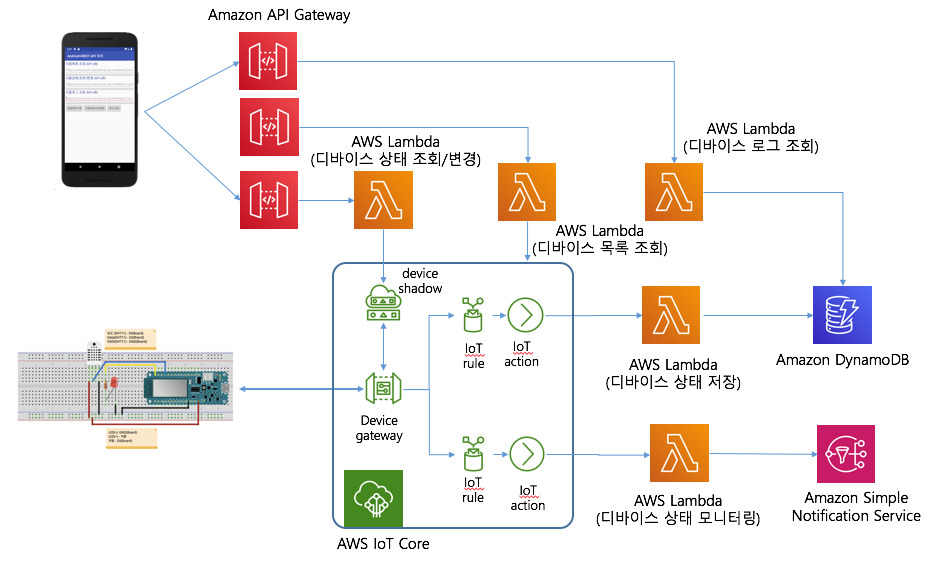 Amazon API Gateway
AWS Lambda
(디바이스 상태 조회/변경)
AWS Lambda
(디바이스 로그 조회)
AWS Lambda
(디바이스 목록 조회)
device
shadow
IoT
rule
IoT
action
AWS Lambda
(디바이스 상태 저장)
Amazon DynamoDB
Device
gateway
IoT
rule
IoT
action
AWS Lambda
(디바이스 상태 모니터링)
Amazon Simple
Notification Service
AWS IoT Core